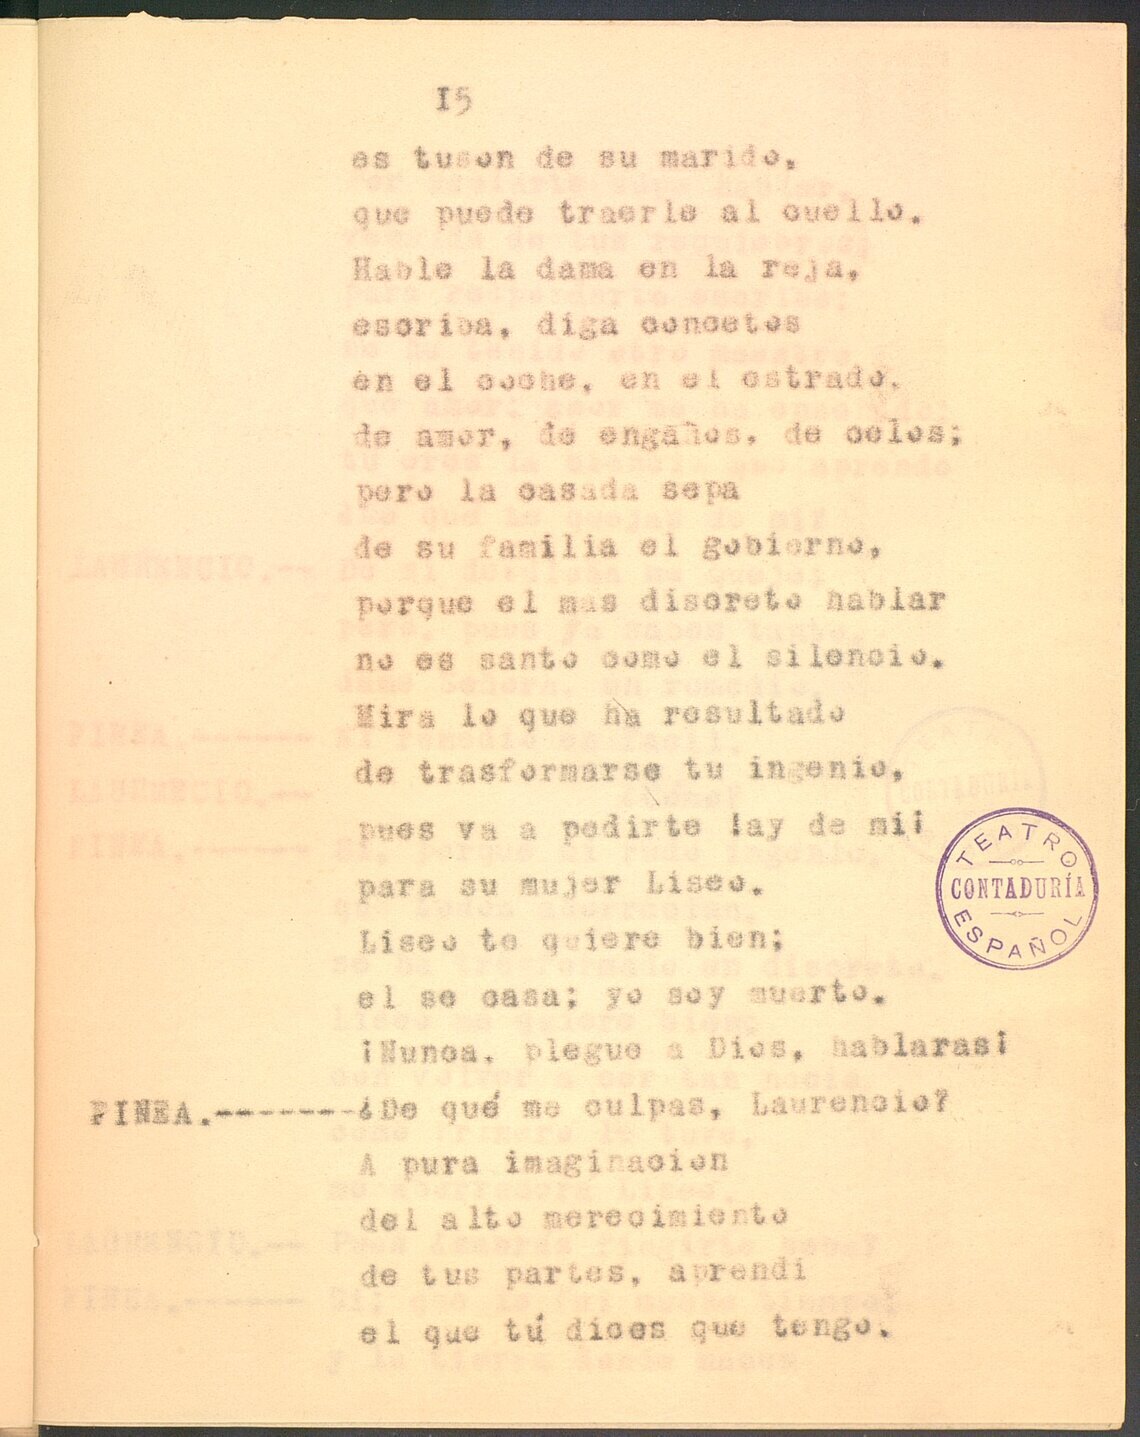 I5
es tuson de su marido,
que puede traerle al cuello.
Hable la dama en la reja,
escriba, diga concetos
en el coche, en el estrado,
de amor, de engaños, de celos;
pero la casada sepa
de su familia el gobierno,
porque el mas discreto hablar
no es santo como el silencio.
Mira lo que ha resultado
de trasformarse tu ingenio,
pues va a pedirte !ay de mi¡
para su mujer Liseo.
Liseo te quiere bien;
el se casa; yo soy muerto.
¡Nunca, plegue a Dios, hablaras¡
FINEA.-------¿De qué me culpas, Laurencio?
A pura imaginacion
del alto merecimiento
de tus partes, aprendi
el que tú dices que tengo.
TEATRO
CONTADURÍA
ESPAÑOL